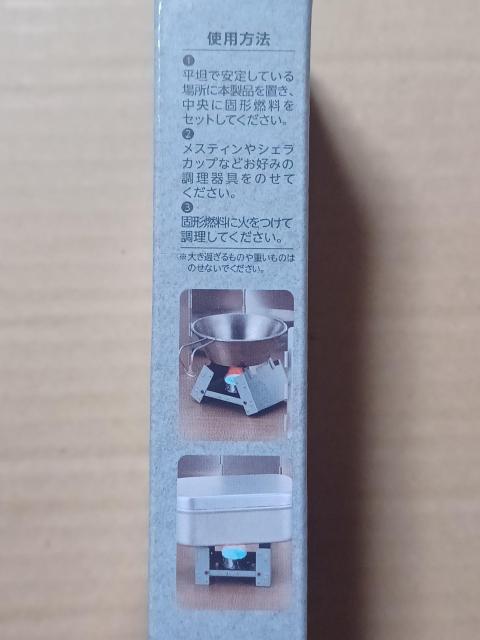 使用方法
❶
平坦で安定している
場所に本製品を置き、
中央に固形燃料を
セットしてください。
❷
メスティンやシェラ
カップなどお好みの
調理器具をのせて
ください。
❸
固形燃料に火をつけて
調理してください。
※大き過ぎるものや重いものは
のせないでください。